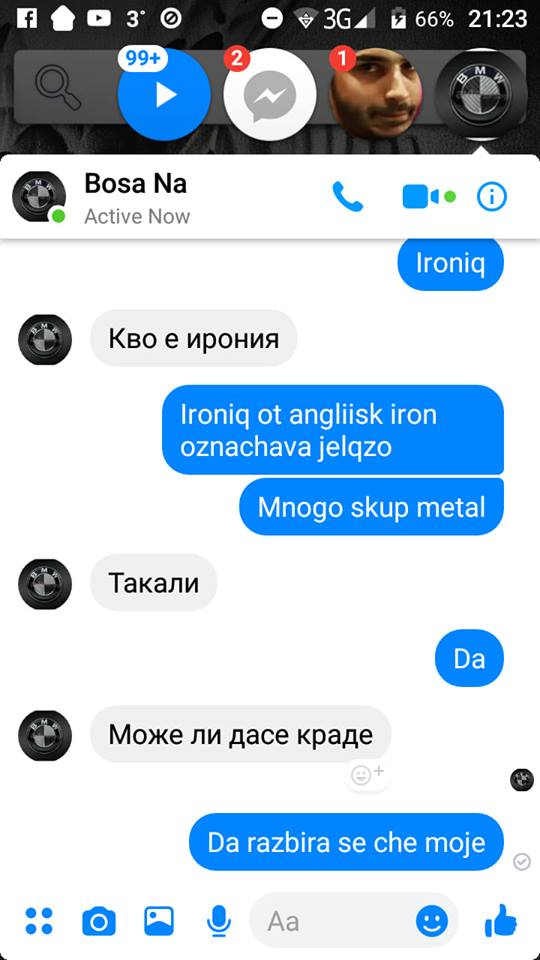 3°
3G
66%
21:23
99+
2
1
BMW
Bosa Na
Active Now
Ironiq
Кво е ирония
Ironiq ot angliisk iron
oznachava jelqzo
Mnogo skup metal
Такали
Da
Може ли дасе краде
Da razbira se che moje
Aa